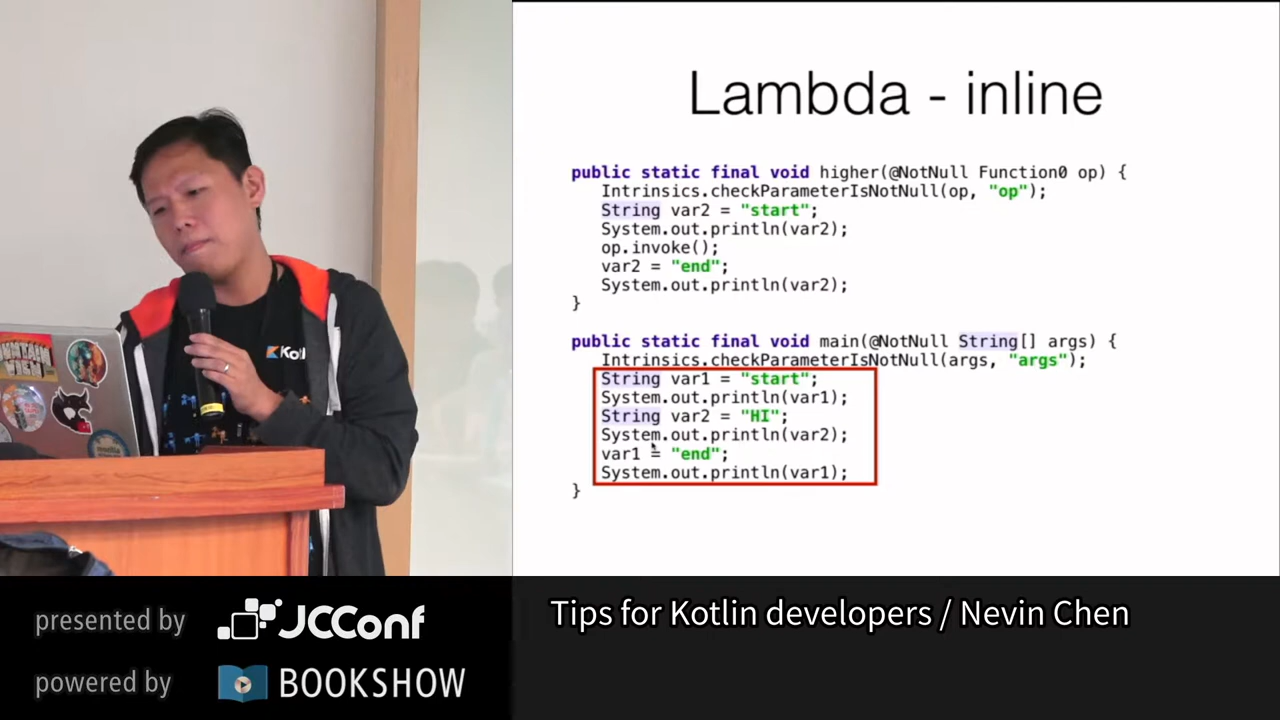 Lambda - inline
public static final void higher(@NotNull Function0 op) {
Intrinsics.checkParameterIsNotNull(op, "op");
String var2 = "start";
System.out.println(var2);
op.invoke();
var2 = "end";
System.out.println(var2);
}
public static final void main(@NotNull String[] args) {
Intrinsics.checkParameterIsNotNull(args, "args");
String var1 = "start";
System.out.println(var1);
String var2 = "HI";
System.out.println(var2);
var1 = "end";
System.out.println(var1);
}
Kotl
presented by JCConf
powered by BOOKSHOW
Tips for Kotlin developers / Nevin Chen